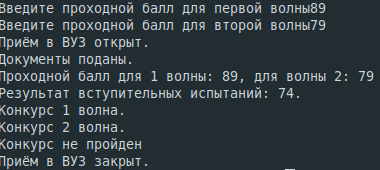 Введите проходной балл для первой волны89
Введите проходной балл для второй волны79
Приём в ВУЗ открыт.
Документы поданы.
Проходной балл для 1 волны: 89, для волны 2: 79
Результат вступительных испытаний: 74.
Конкурс 1 волна.
Конкурс 2 волна.
Конкурс не пройден
Приём в ВУЗ закрыт.